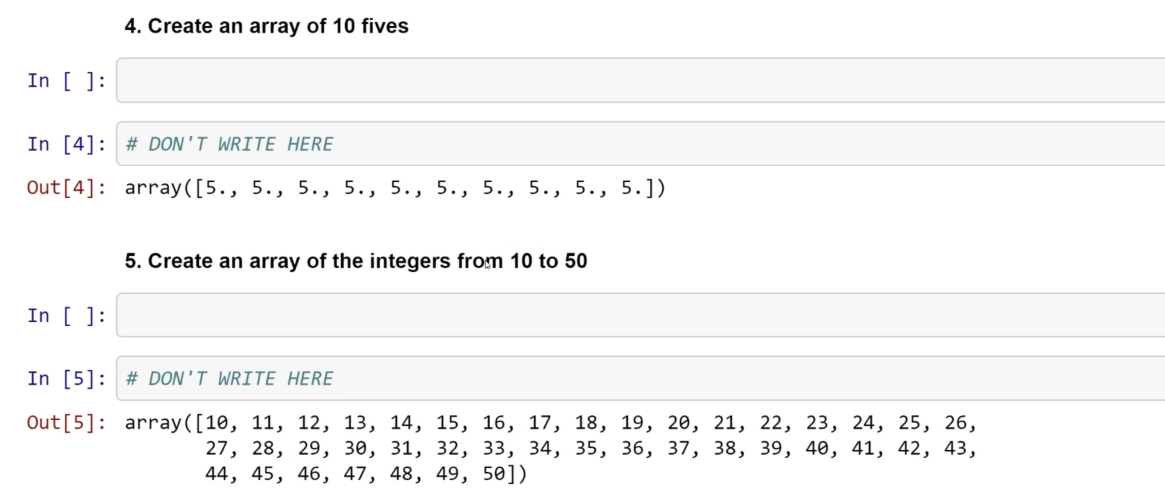 4. Create an array of 10 fives
In [ ]:
In [4]: # DON'T WRITE HERE
Out[4]: array([5., 5., 5., 5., 5., 5., 5., 5., 5., 5.])
5. Create an array of the integers from 10 to 50
In [ ]:
In [5]: # DON'T WRITE HERE
Out[5]: array([10, 11, 12, 13, 14, 15, 16, 17, 18, 19, 20, 21, 22, 23, 24, 25, 26,
27, 28, 29, 30, 31, 32, 33, 34, 35, 36, 37, 38, 39, 40, 41, 42, 43,
44, 45, 46, 47, 48, 49, 50])